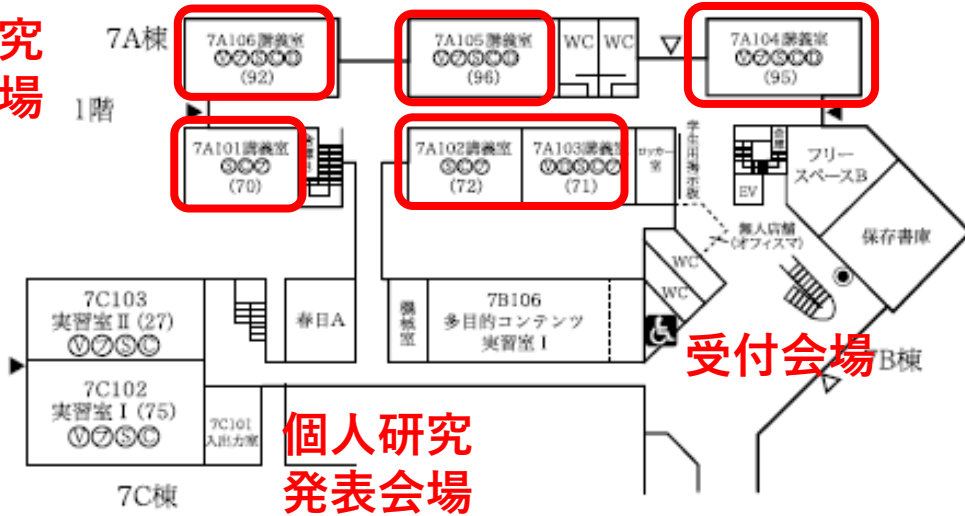 究
場
7A棟
1階
7A106講義室
ⓋⓅⓈⒸⒹ
(92)
7A105講義室
(96)
WC WC
7A104講義室
(95)
7A101講義室
(70)
7A102講義室
(72)
7A103講義室
(71)
ロッカー
室
学生用掲示板
EV
フリー
スペースB
保存書庫
無人店舗
(オフィスマ)
WC
WC
7C103
実習室Ⅱ (27)
春日A
機械室
7B106
多目的コンテンツ
実習室Ⅰ
受付会場
7B棟
7C102
実習室Ⅰ (75)
7C101
入出力室
個人研究
発表会場
7C棟